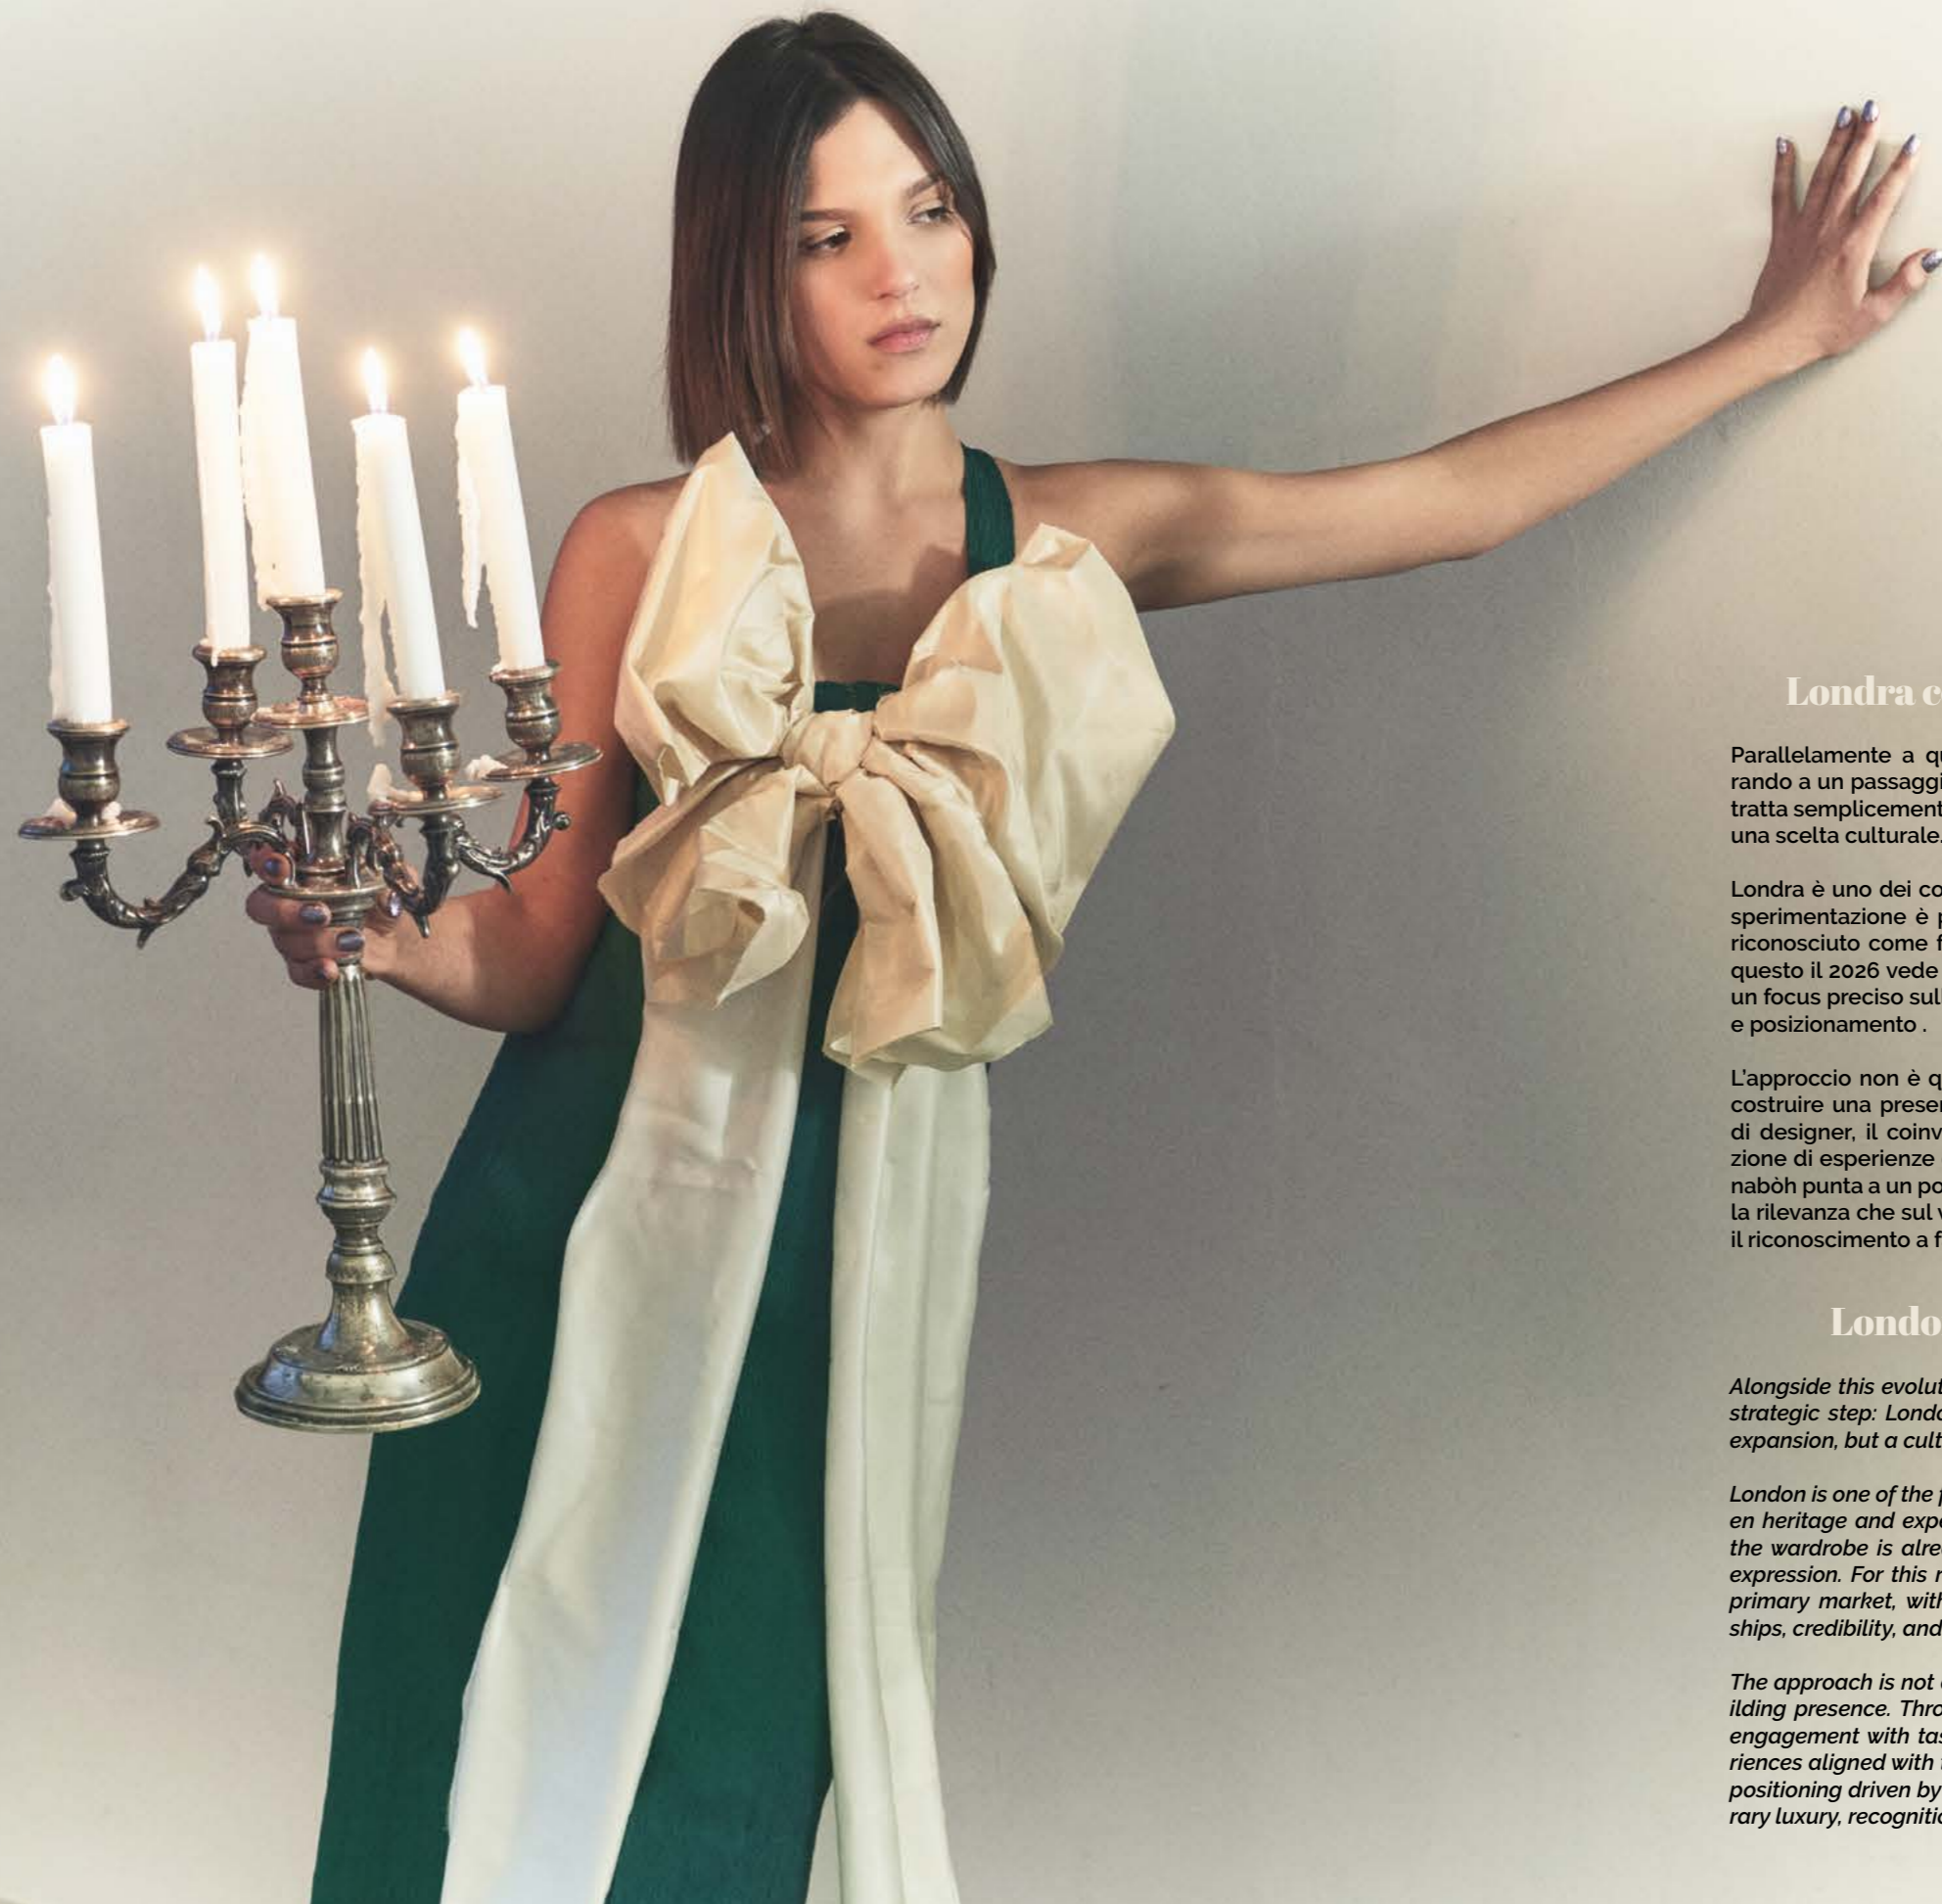 Londra c
Parallelamente a qu
rando a un passaggi
tratta semplicement
una scelta culturale.
Londra è uno dei co
sperimentazione è p
riconosciuto come f
questo il 2026 vede
un focus preciso sul
e posizionamento .
L'approccio non è q
costruire una prese
di designer, il coinv
zione di esperienze
nabòh punta a un po
la rilevanza che sul v
il riconoscimento a f
Londo
Alongside this evolut
strategic step: Londo
expansion, but a cult
London is one of the f
en heritage and expe
the wardrobe is alre
expression. For this r
primary market, with
ships, credibility, and
The approach is not
ilding presence. Thro
engagement with tas
riences aligned with
positioning driven by
rary luxury, recognitio